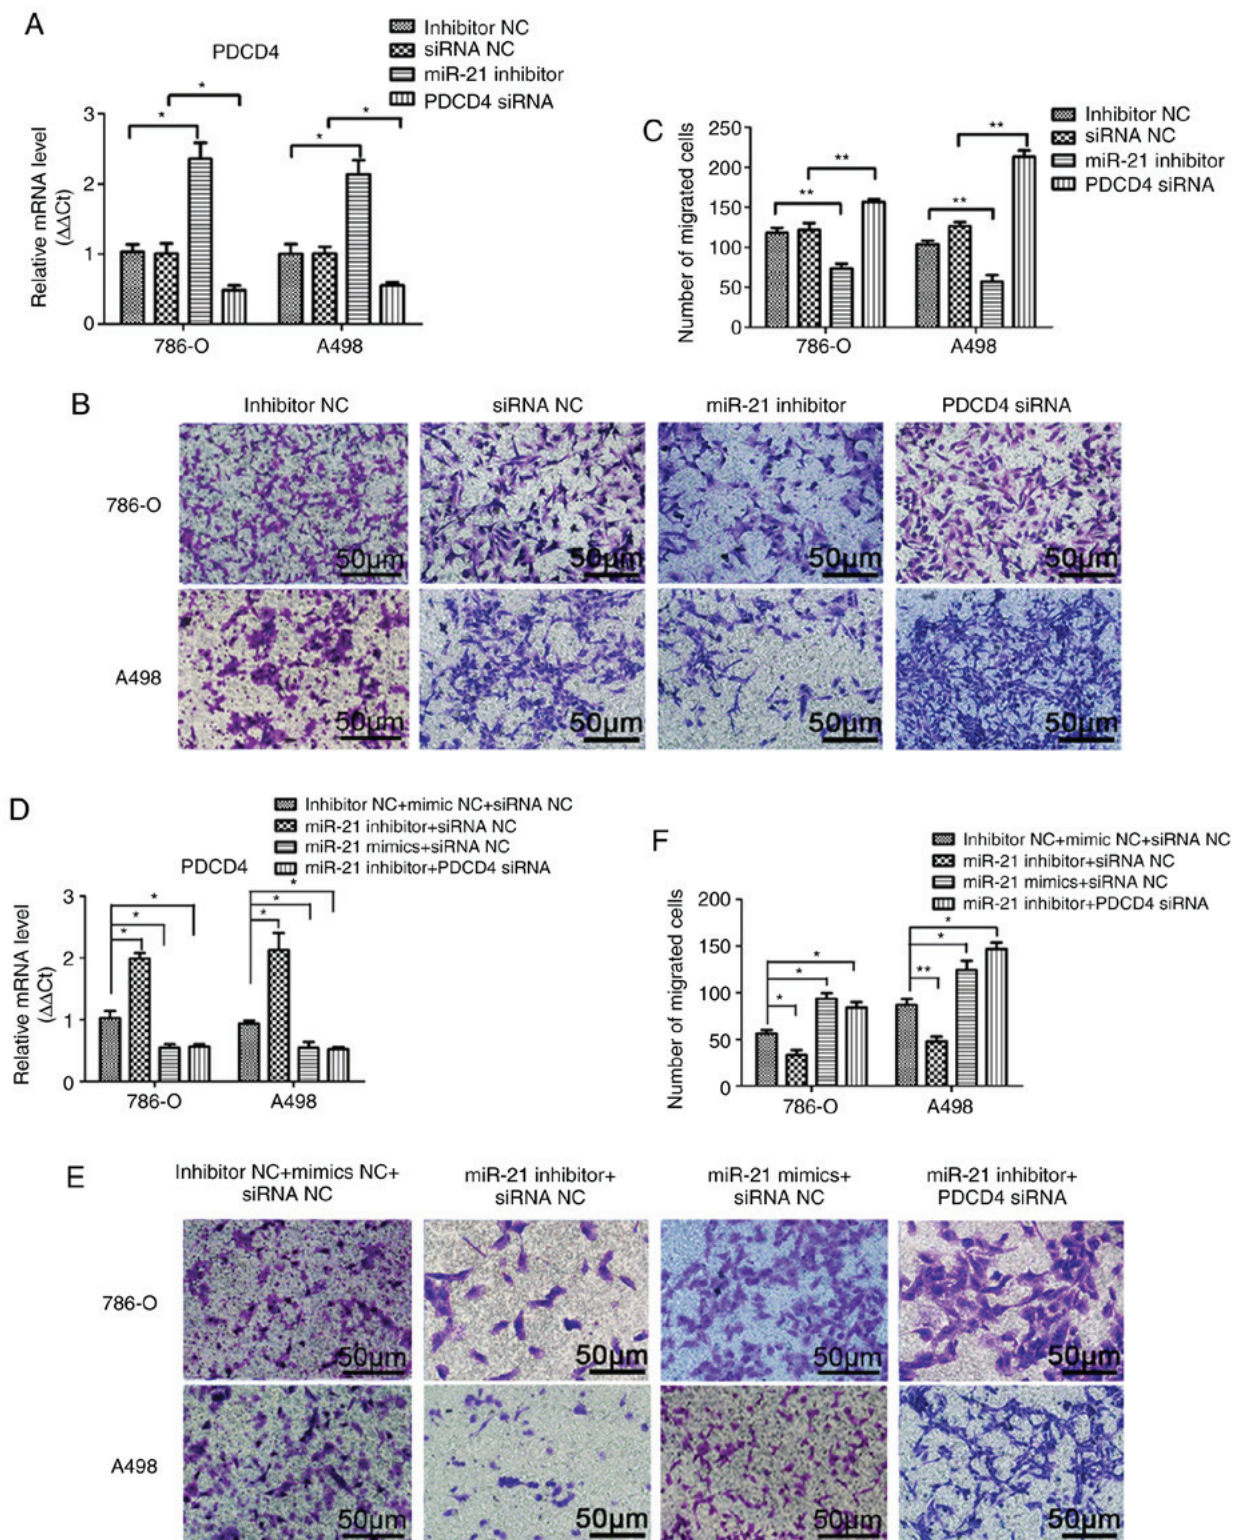 A
PDCD4
Inhibitor NC
siRNA NC
miR-21 inhibitor
PDCD4 siRNA
Relative mRNA level
(ΔΔCt)
3
2
1
0
*
*
*
*
786-O
A498
C
Inhibitor NC
siRNA NC
miR-21 inhibitor
PDCD4 siRNA
Number of migrated cells
250
200
150
100
50
0
**
**
**
**
786-O
A498
B
Inhibitor NC
siRNA NC
miR-21 inhibitor
PDCD4 siRNA
786-O
50µm
50µm
50µm
50µm
A498
50µm
50µm
50µm
50µm
D
PDCD4
Inhibitor NC+mimic NC+siRNA NC
miR-21 inhibitor+siRNA NC
miR-21 mimics+siRNA NC
miR-21 inhibitor+PDCD4 siRNA
Relative mRNA level
(ΔΔCt)
3
2
1
0
*
*
*
*
*
*
786-O
A498
F
Inhibitor NC+mimic NC+siRNA NC
miR-21 inhibitor+siRNA NC
miR-21 mimics+siRNA NC
miR-21 inhibitor+PDCD4 siRNA
Number of migrated cells
200
150
100
50
0
*
*
*
*
*
**
786-O
A498
E
Inhibitor NC+mimics NC+
siRNA NC
miR-21 inhibitor+
siRNA NC
miR-21 mimics+
siRNA NC
miR-21 inhibitor+
PDCD4 siRNA
786-O
50µm
50µm
50µm
50µm
A498
50µm
50µm
50µm
50µm